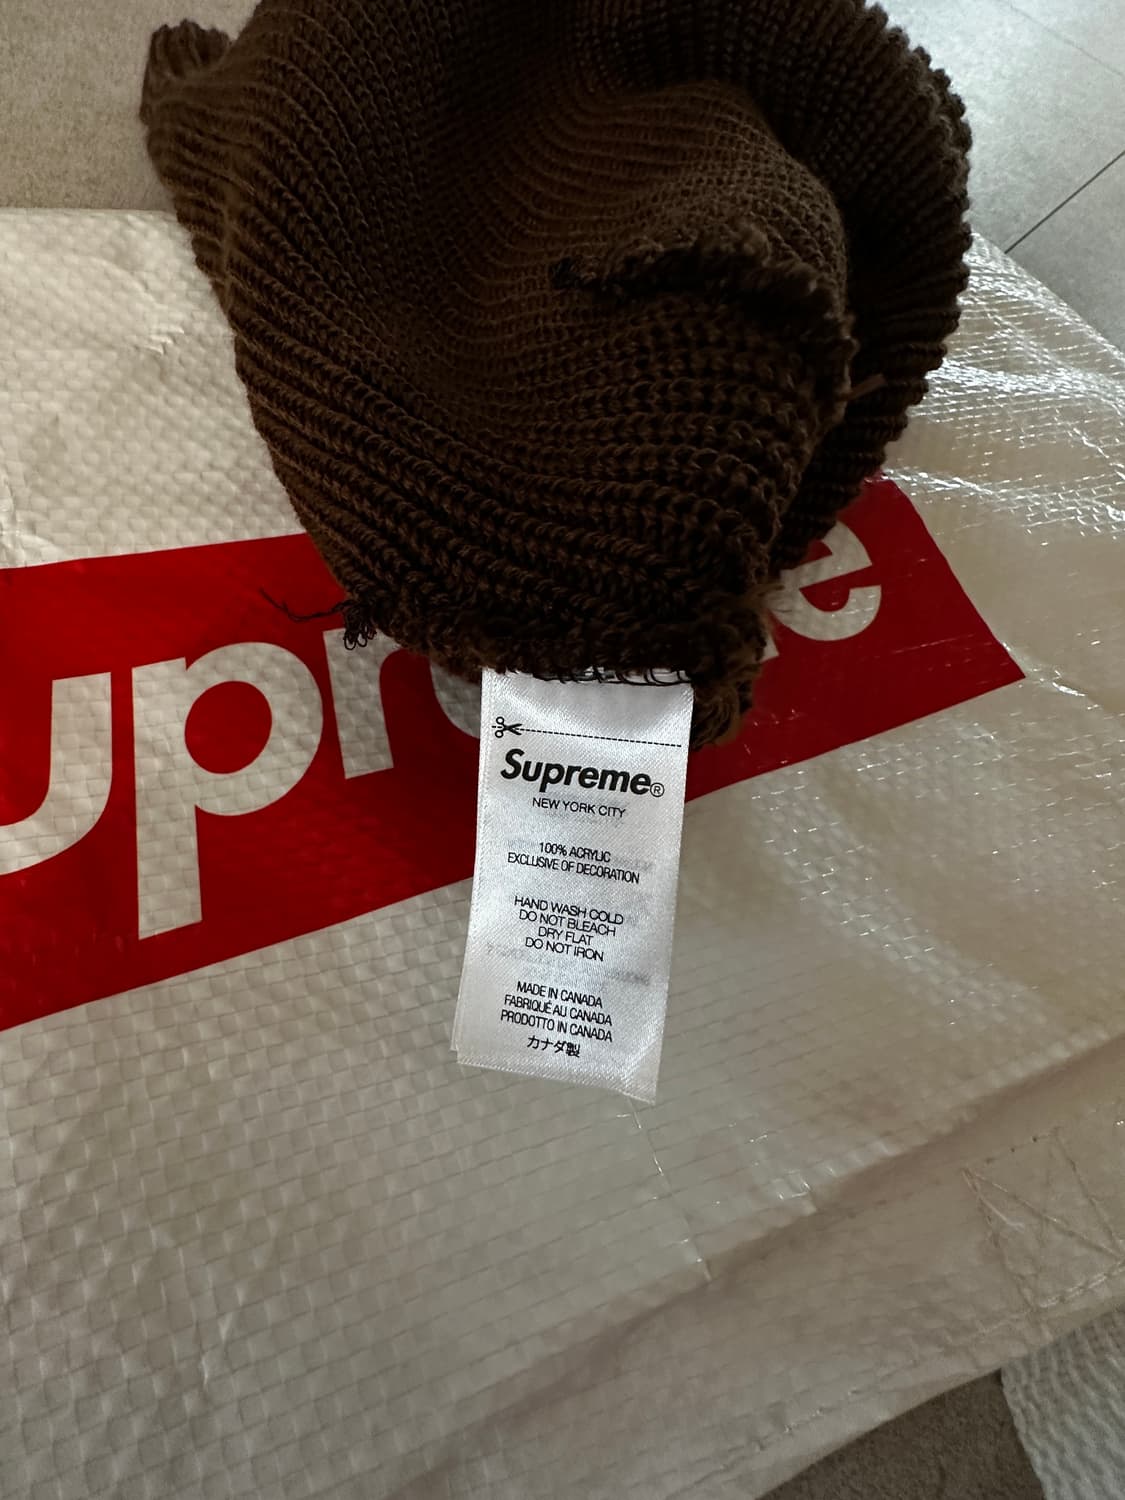 Supreme
Supreme®
NEW YORK CITY
100% ACRYLIC
EXCLUSIVE OF DECORATION
HAND WASH COLD
DO NOT BLEACH
DRY FLAT
DO NOT IRON
MADE IN CANADA
FABRIQUÉ AU CANADA
PRODOTTO IN CANADA
カナダ製